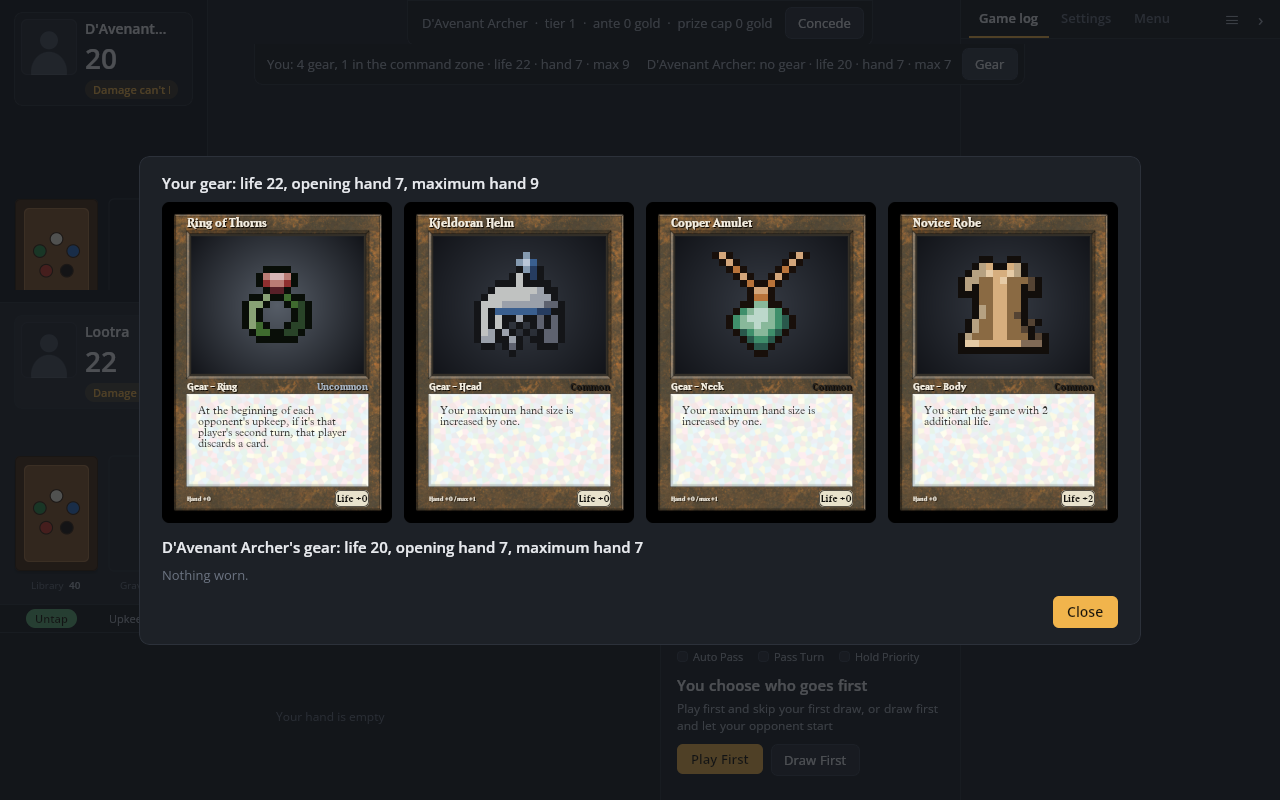 D'Avenant...
20
Damage can't
D'Avenant Archer · tier 1 · ante 0 gold · prize cap 0 gold
Concede
Game log
Settings
Menu
You: 4 gear, 1 in the command zone · life 22 · hand 7 · max 9
D'Avenant Archer: no gear · life 20 · hand 7 · max 7
Gear
Your gear: life 22, opening hand 7, maximum hand 9
Ring of Thorns
Gear – Ring
Uncommon
At the beginning of each
opponent's upkeep, if it's that
player's second turn, that player
discards a card.
Hand +0
Life +0
Kjeldoran Helm
Gear – Head
Common
Your maximum hand size is
increased by one.
Hand +0 / max +1
Life +0
Copper Amulet
Gear – Neck
Common
Your maximum hand size is
increased by one.
Hand +0 / max +1
Life +0
Novice Robe
Gear – Body
Common
You start the game with 2
additional life.
Hand +0
Life +2
D'Avenant Archer's gear: life 20, opening hand 7, maximum hand 7
Nothing worn.
Close
Lootra
22
Damage
Library 40
Untap
Your hand is empty
Auto Pass
Pass Turn
Hold Priority
You choose who goes first
Play first and skip your first draw, or draw first
and let your opponent start
Play First
Draw First